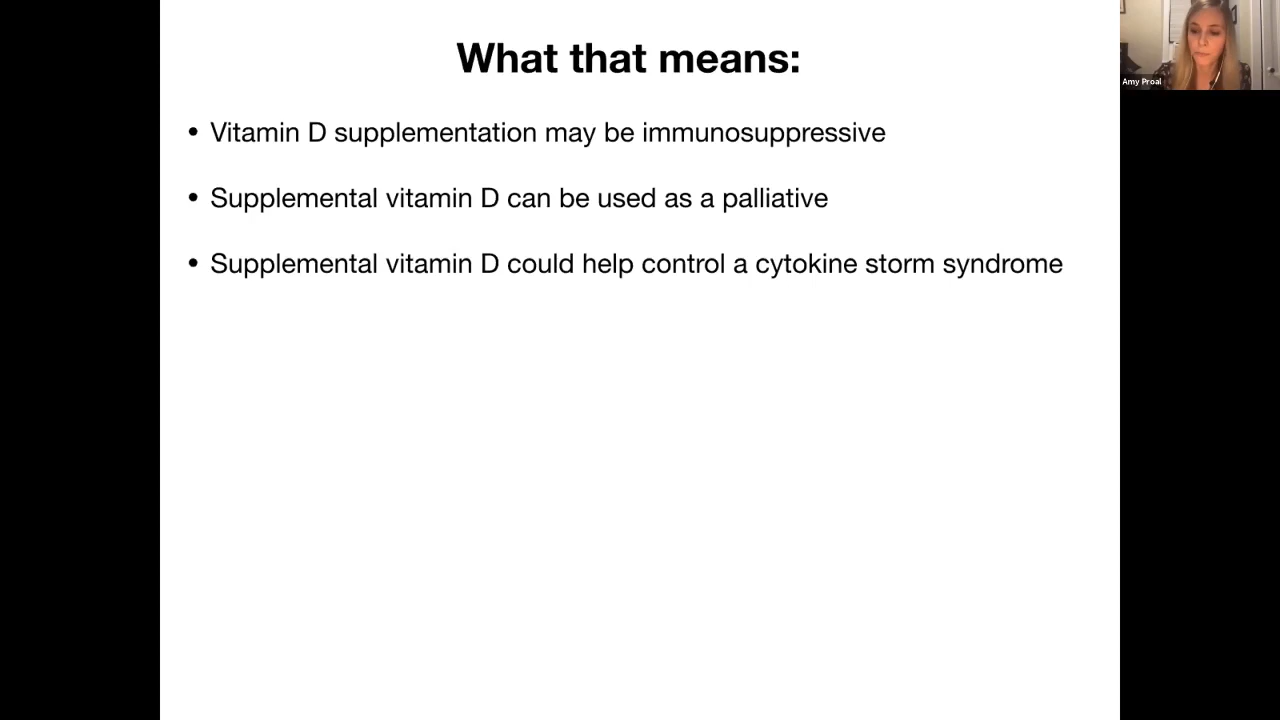 What that means:
• Vitamin D supplementation may be immunosuppressive
• Supplemental vitamin D can be used as a palliative
• Supplemental vitamin D could help control a cytokine storm syndrome
Amy Proal